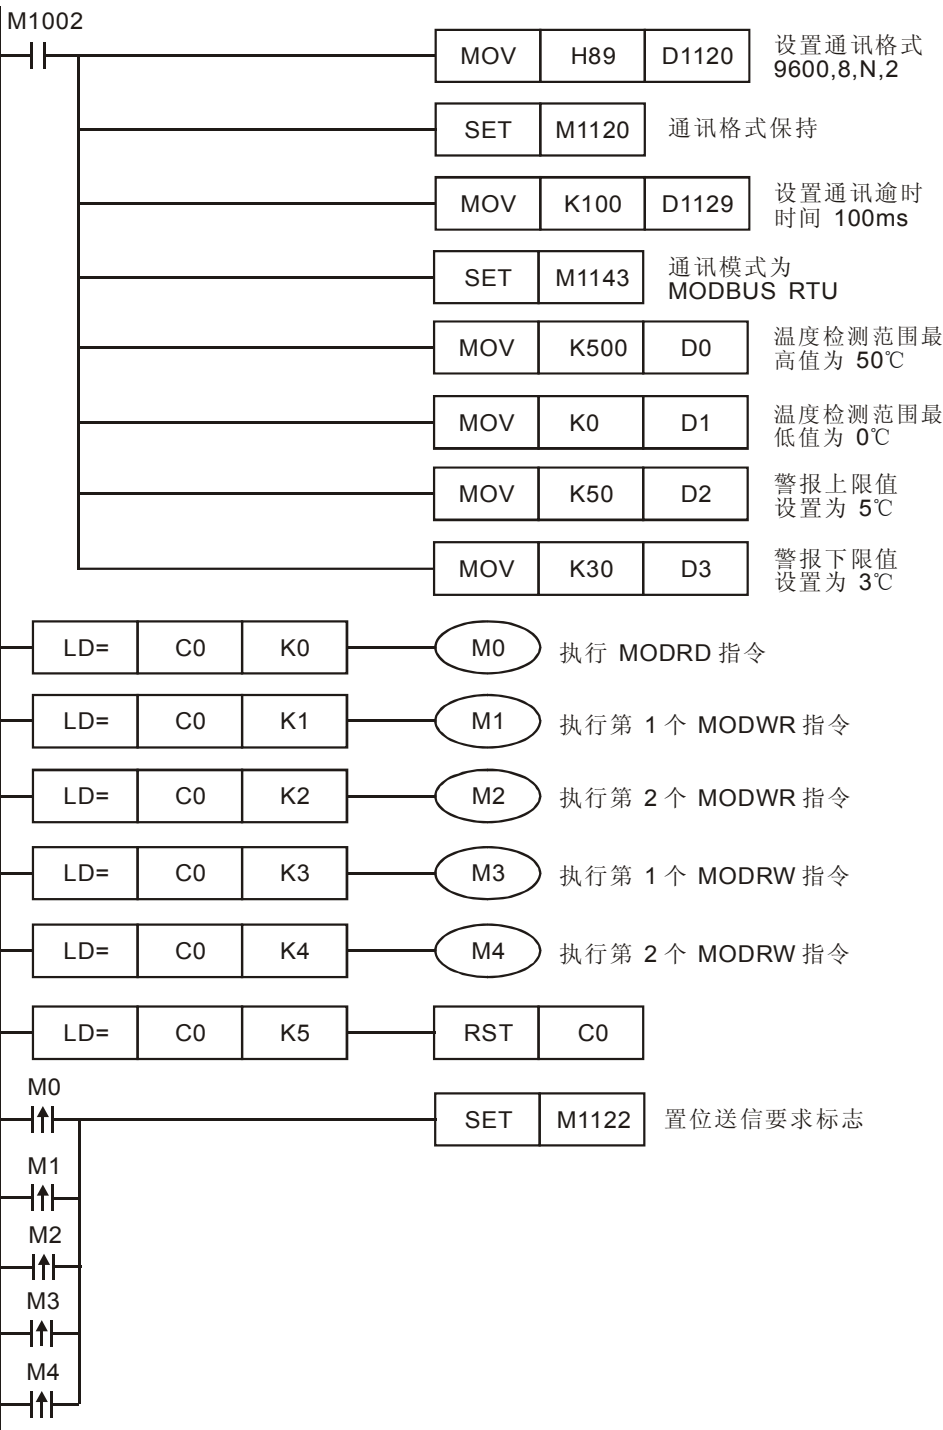 M1002
MOV H89 D1120 设置通讯格式
9600,8,N,2
SET M1120 通讯格式保持
MOV K100 D1129 设置通讯逾时
时间 100ms
SET M1143 通讯模式为
MODBUS RTU
MOV K500 D0 温度检测范围最
高值为 50℃
MOV K0 D1 温度检测范围最
低值为 0℃
MOV K50 D2 警报上限值
设置为 5℃
MOV K30 D3 警报下限值
设置为 3℃
LD= C0 K0 M0 执行 MODRD 指令
LD= C0 K1 M1 执行第 1 个 MODWR 指令
LD= C0 K2 M2 执行第 2 个 MODWR 指令
LD= C0 K3 M3 执行第 1 个 MODRW 指令
LD= C0 K4 M4 执行第 2 个 MODRW 指令
LD= C0 K5 RST C0
M0
SET M1122 置位送信要求标志
M1
M2
M3
M4